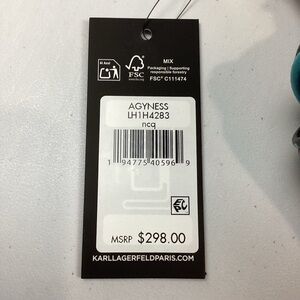 FSC
MIX
Packaging | Supporting
responsible forestry
FSC® C111474
AGYNESS
LH1H4283
ncq
1 94775 40596 9
MSRP $298.00
KARLLAGERFELDPARIS.COM